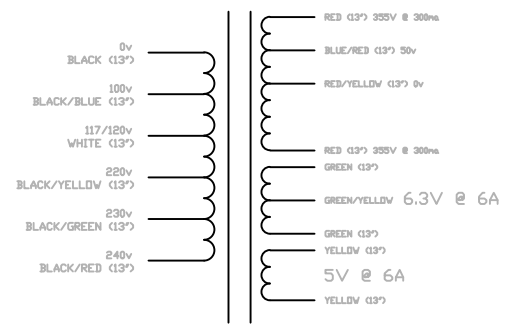 0v
BLACK (13")
100v
BLACK/BLUE (13")
117/120v
WHITE (13")
220v
BLACK/YELLOW (13")
230v
BLACK/GREEN (13")
240v
BLACK/RED (13")
RED (13") 355V @ 300ma
BLUE/RED (13") 50v
RED/YELLOW (13") 0v
RED (13") 355V @ 300ma
GREEN (13")
GREEN/YELLOW 6.3V @ 6A
GREEN (13")
YELLOW (13")
5V @ 6A
YELLOW (13")